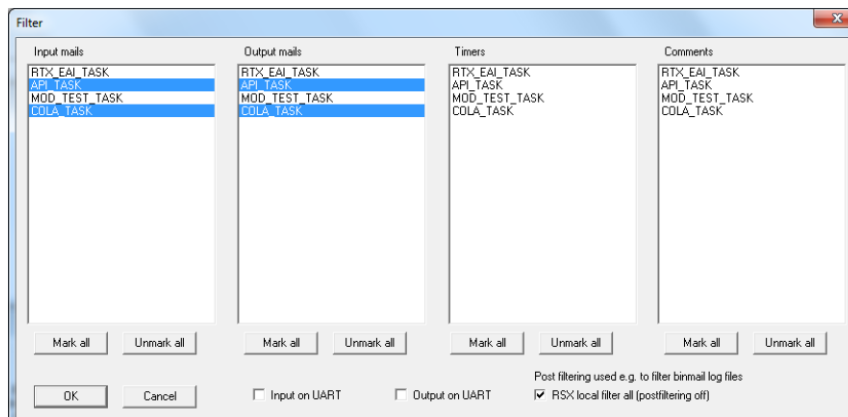 Filter
Input mails
RTX_EAI_TASK
API_TASK
MOD_TEST_TASK
COLA_TASK
Mark all
Unmark all
Output mails
RTX_EAI_TASK
API_TASK
MOD_TEST_TASK
COLA_TASK
Mark all
Unmark all
Timers
RTX_EAI_TASK
API_TASK
MOD_TEST_TASK
COLA_TASK
Mark all
Unmark all
Comments
RTX_EAI_TASK
API_TASK
MOD_TEST_TASK
COLA_TASK
Mark all
Unmark all
OK
Cancel
Input on UART
Output on UART
Post filtering used e.g. to filter binmail log files
RSX local filter all (postfiltering off)